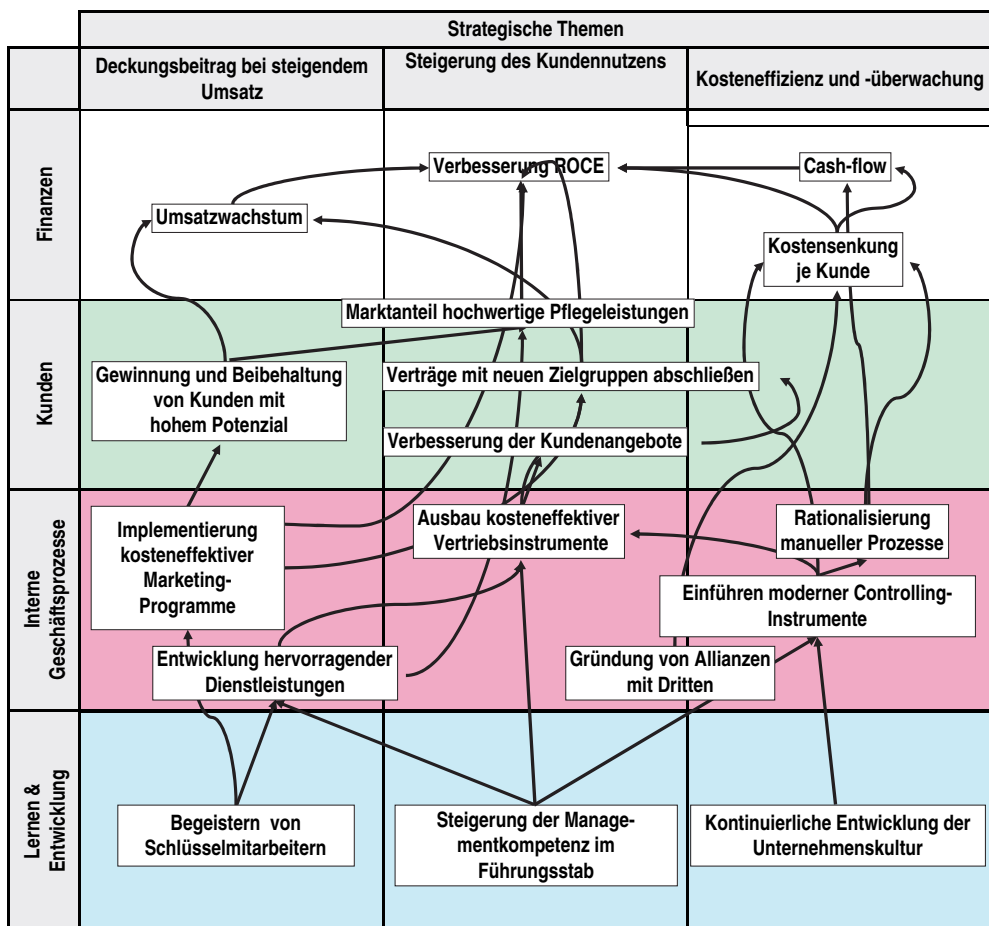 Strategische Themen
Deckungsbeitrag bei steigendem
Umsatz
Steigerung des Kundennutzens
Kosteneffizienz und -überwachung
Finanzen
Verbesserung ROCE
Cash-flow
Umsatzwachstum
Kostensenkung
je Kunde
Kunden
Marktanteil hochwertige Pflegeleistungen
Gewinnung und Beibehaltung
von Kunden mit
hohem Potenzial
Verträge mit neuen Zielgruppen abschließen
Verbesserung der Kundenangebote
Interne
Geschäftsprozesse
Implementierung
kosteneffektiver
Marketing-
Programme
Ausbau kosteneffektiver
Vertriebsinstrumente
Rationalisierung
manueller Prozesse
Einführen moderner Controlling-
Instrumente
Entwicklung hervorragender
Dienstleistungen
Gründung von Allianzen
mit Dritten
Lernen &
Entwicklung
Begeistern von
Schlüsselmitarbeitern
Steigerung der Manage-
mentkompetenz im
Führungsstab
Kontinuierliche Entwicklung der
Unternehmenskultur